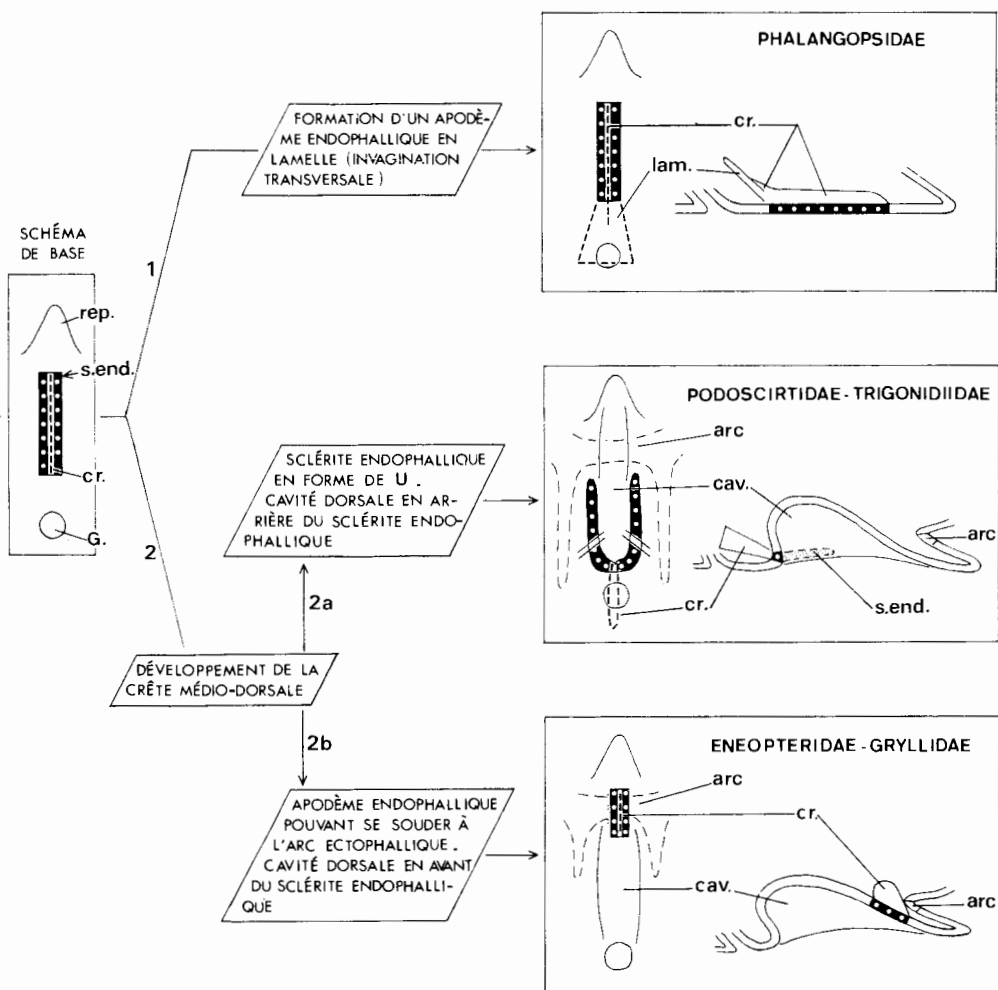 SCHÉMA
DE BASE
rep.
s.end.
cr.
G.
1
2
FORMATION D'UN APODÈ-
ME ENDOPHALLIQUE EN
LAMELLE (INVAGINATION
TRANSVERSALE)
PHALANGOPSIDAE
cr.
lam.
DÉVELOPPEMENT DE LA
CRÊTE MÉDIO-DORSALE
2a
SCLÉRITE ENDOPHALLIQUE
EN FORME DE U.
CAVITÉ DORSALE EN AR-
RIÈRE DU SCLÉRITE ENDO-
PHALLIQUE
PODOSCIRTIDAE-TRIGONIDIIDAE
arc
cav.
arc
cr.
s.end.
2b
APODÈME ENDOPHALLIQUE
POUVANT SE SOUDER À
L'ARC ECTOPHALLIQUE.
CAVITÉ DORSALE EN AVANT
DU SCLÉRITE ENDOPHALLI-
QUE
ENEOPTERIDAE-GRYLLIDAE
arc
cr.
cav.
arc